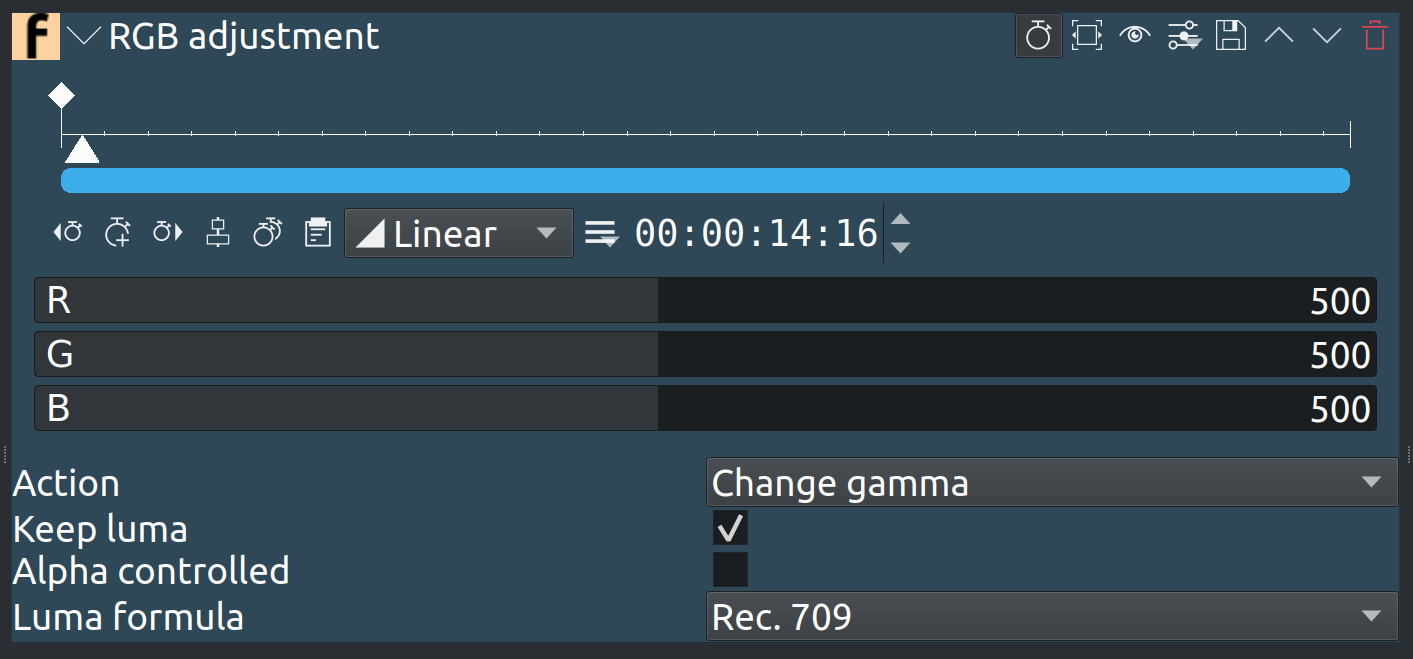 f RGB adjustment
Linear 00:00:14:16
R 500
G 500
B 500
Action Change gamma
Keep luma
Alpha controlled
Luma formula Rec. 709